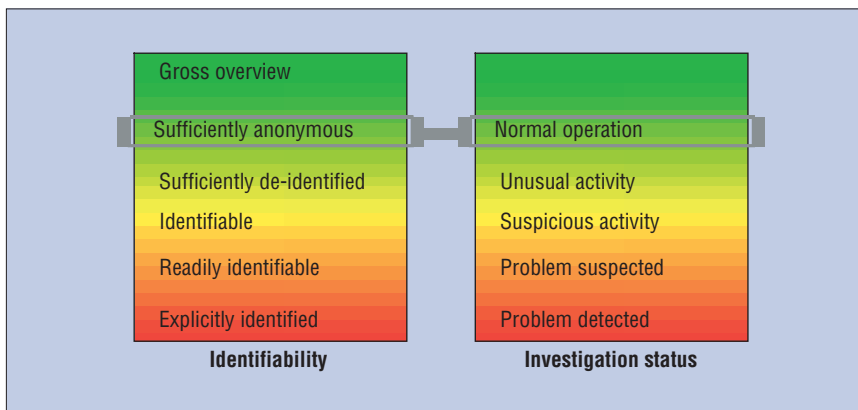 Gross overview
Sufficiently anonymous
Sufficiently de-identified
Identifiable
Readily identifiable
Explicitly identified
Identifiability
Normal operation
Unusual activity
Suspicious activity
Problem suspected
Problem detected
Investigation status